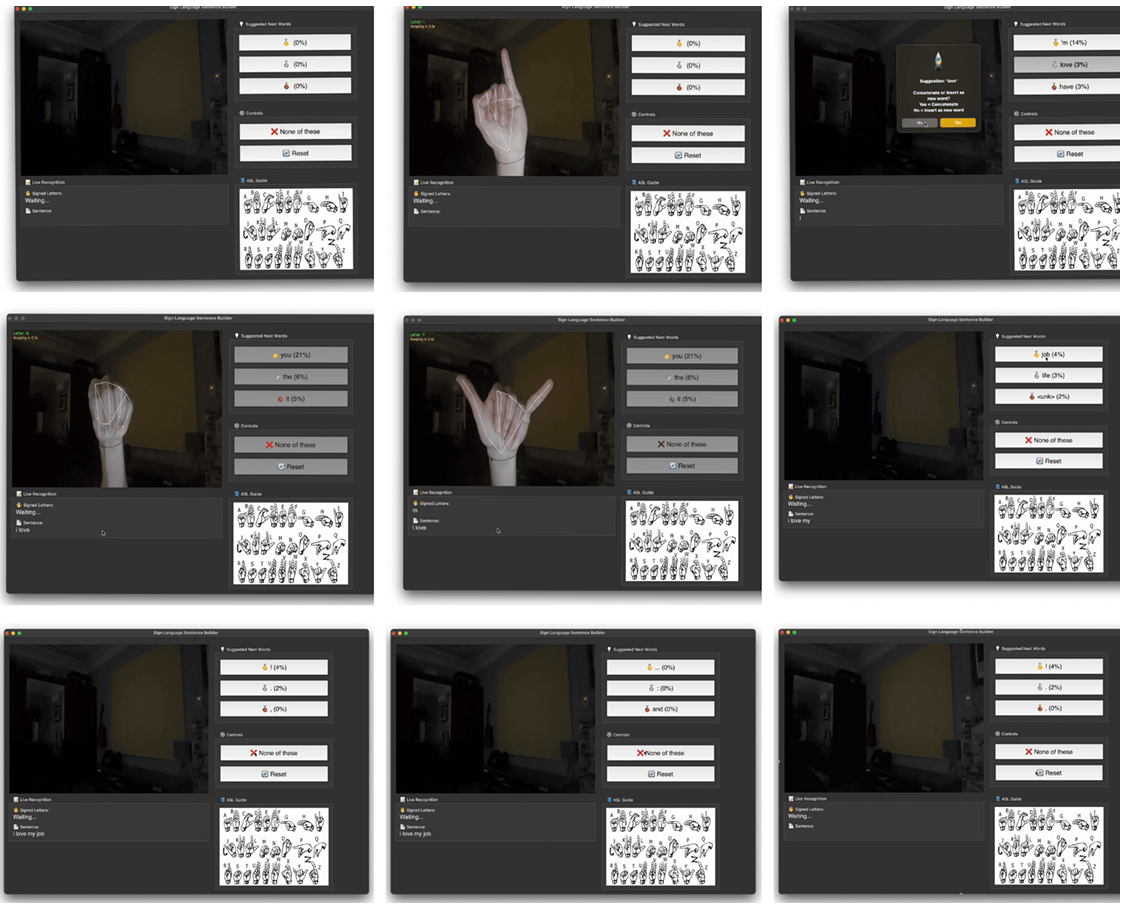 Sign Language Sentence Builder
Suggested Next Words
(0%)
(0%)
(0%)
Controls
None of these
Reset
Live Recognition
Signed Letters:
Waiting...
Sentence:
ASL Guide
A B C D E F G H I
J K L M N O P Q
R S T U V W X Y Z
Sign Language Sentence Builder
Letter: I
Suggested Next Words
(0%)
(0%)
(0%)
Controls
None of these
Reset
Live Recognition
Signed Letters:
Waiting...
Sentence:
ASL Guide
A B C D E F G H I
J K L M N O P Q
R S T U V W X Y Z
Sign Language Sentence Builder
Suggested Next Words
'm (14%)
love (3%)
have (3%)
Suggestion: 'love'
Concatenate or insert as
new word?
Yes = Concatenate
No = Insert as new word
No
Yes
Controls
None of these
Reset
Live Recognition
Signed Letters:
Waiting...
Sentence:
i
ASL Guide
A B C D E F G H I
J K L M N O P Q
R S T U V W X Y Z
Sign Language Sentence Builder
Letter: M
Suggested Next Words
you (21%)
the (6%)
it (5%)
Controls
None of these
Reset
Live Recognition
Signed Letters:
Waiting...
Sentence:
i love
ASL Guide
A B C D E F G H I
J K L M N O P Q
R S T U V W X Y Z
Sign Language Sentence Builder
Letter: Y
Suggested Next Words
you (21%)
the (6%)
it (5%)
Controls
None of these
Reset
Live Recognition
Signed Letters:
m
Sentence:
i love
ASL Guide
A B C D E F G H I
J K L M N O P Q
R S T U V W X Y Z
Sign Language Sentence Builder
Suggested Next Words
job (4%)
life (3%)
<unk> (2%)
Controls
None of these
Reset
Live Recognition
Signed Letters:
Waiting...
Sentence:
i love my
ASL Guide
A B C D E F G H I
J K L M N O P Q
R S T U V W X Y Z
Sign Language Sentence Builder
Suggested Next Words
! (4%)
. (2%)
, (0%)
Controls
None of these
Reset
Live Recognition
Signed Letters:
Waiting...
Sentence:
i love my job
ASL Guide
A B C D E F G H I
J K L M N O P Q
R S T U V W X Y Z
Sign Language Sentence Builder
Suggested Next Words
... (0%)
: (0%)
and (0%)
Controls
None of these
Reset
Live Recognition
Signed Letters:
Waiting...
Sentence:
i love my job
ASL Guide
A B C D E F G H I
J K L M N O P Q
R S T U V W X Y Z
Sign Language Sentence Builder
Suggested Next Words
! (4%)
. (2%)
, (0%)
Controls
None of these
Reset
Live Recognition
Signed Letters:
Waiting...
Sentence:
ASL Guide
A B C D E F G H I
J K L M N O P Q
R S T U V W X Y Z